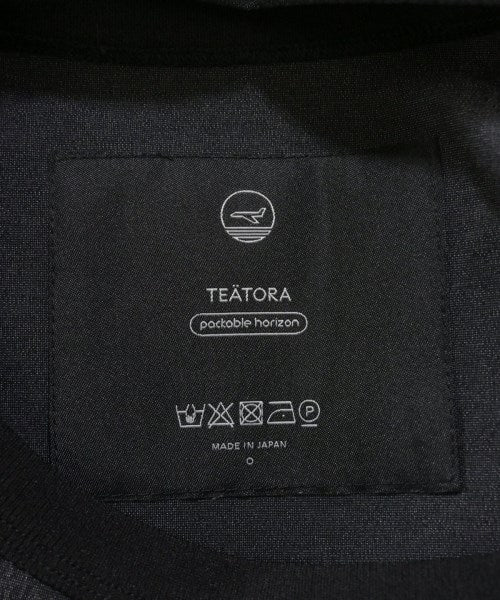 TEÄTORA
packable horizon
P
MADE IN JAPAN
0